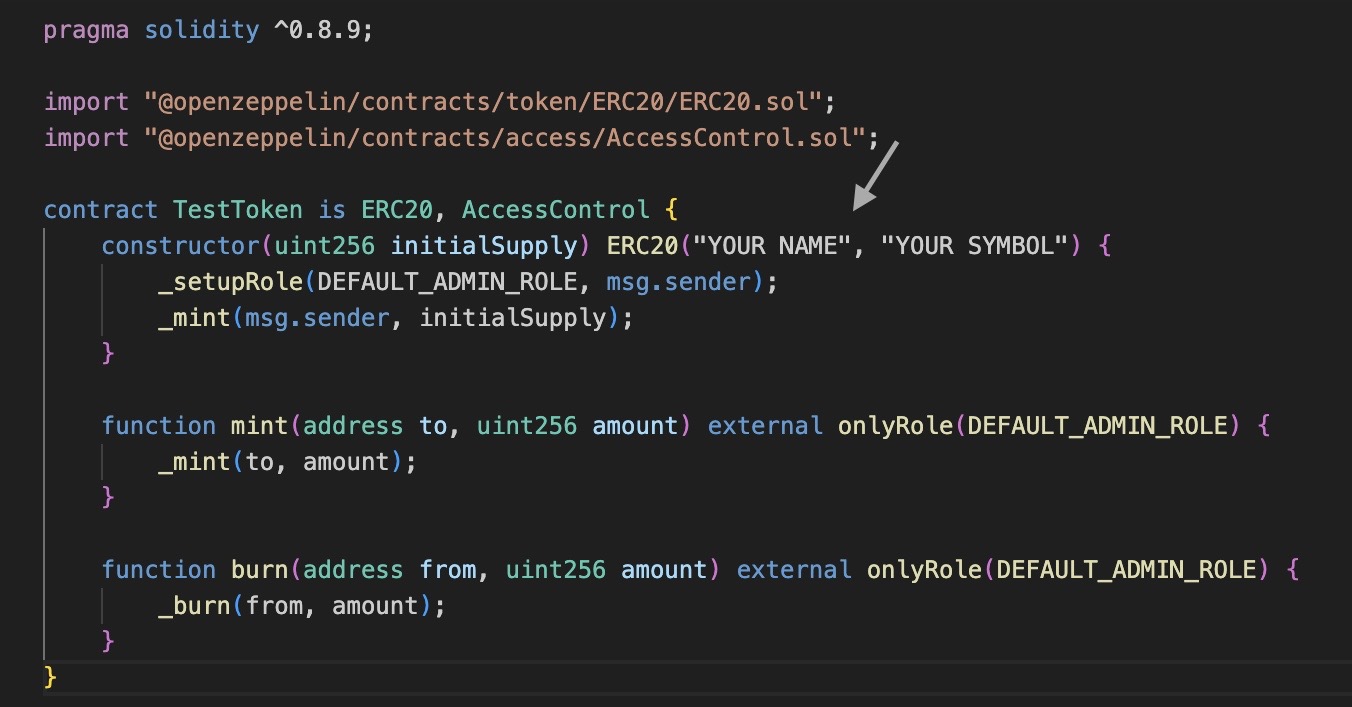 pragma solidity ^0.8.9;
import "@openzeppelin/contracts/token/ERC20/ERC20.sol";
import "@openzeppelin/contracts/access/AccessControl.sol";
contract TestToken is ERC20, AccessControl {
constructor(uint256 initialSupply) ERC20("YOUR NAME", "YOUR SYMBOL") {
_setupRole(DEFAULT_ADMIN_ROLE, msg.sender);
_mint(msg.sender, initialSupply);
}
function mint(address to, uint256 amount) external onlyRole(DEFAULT_ADMIN_ROLE) {
_mint(to, amount);
}
function burn(address from, uint256 amount) external onlyRole(DEFAULT_ADMIN_ROLE) {
_burn(from, amount);
}
}